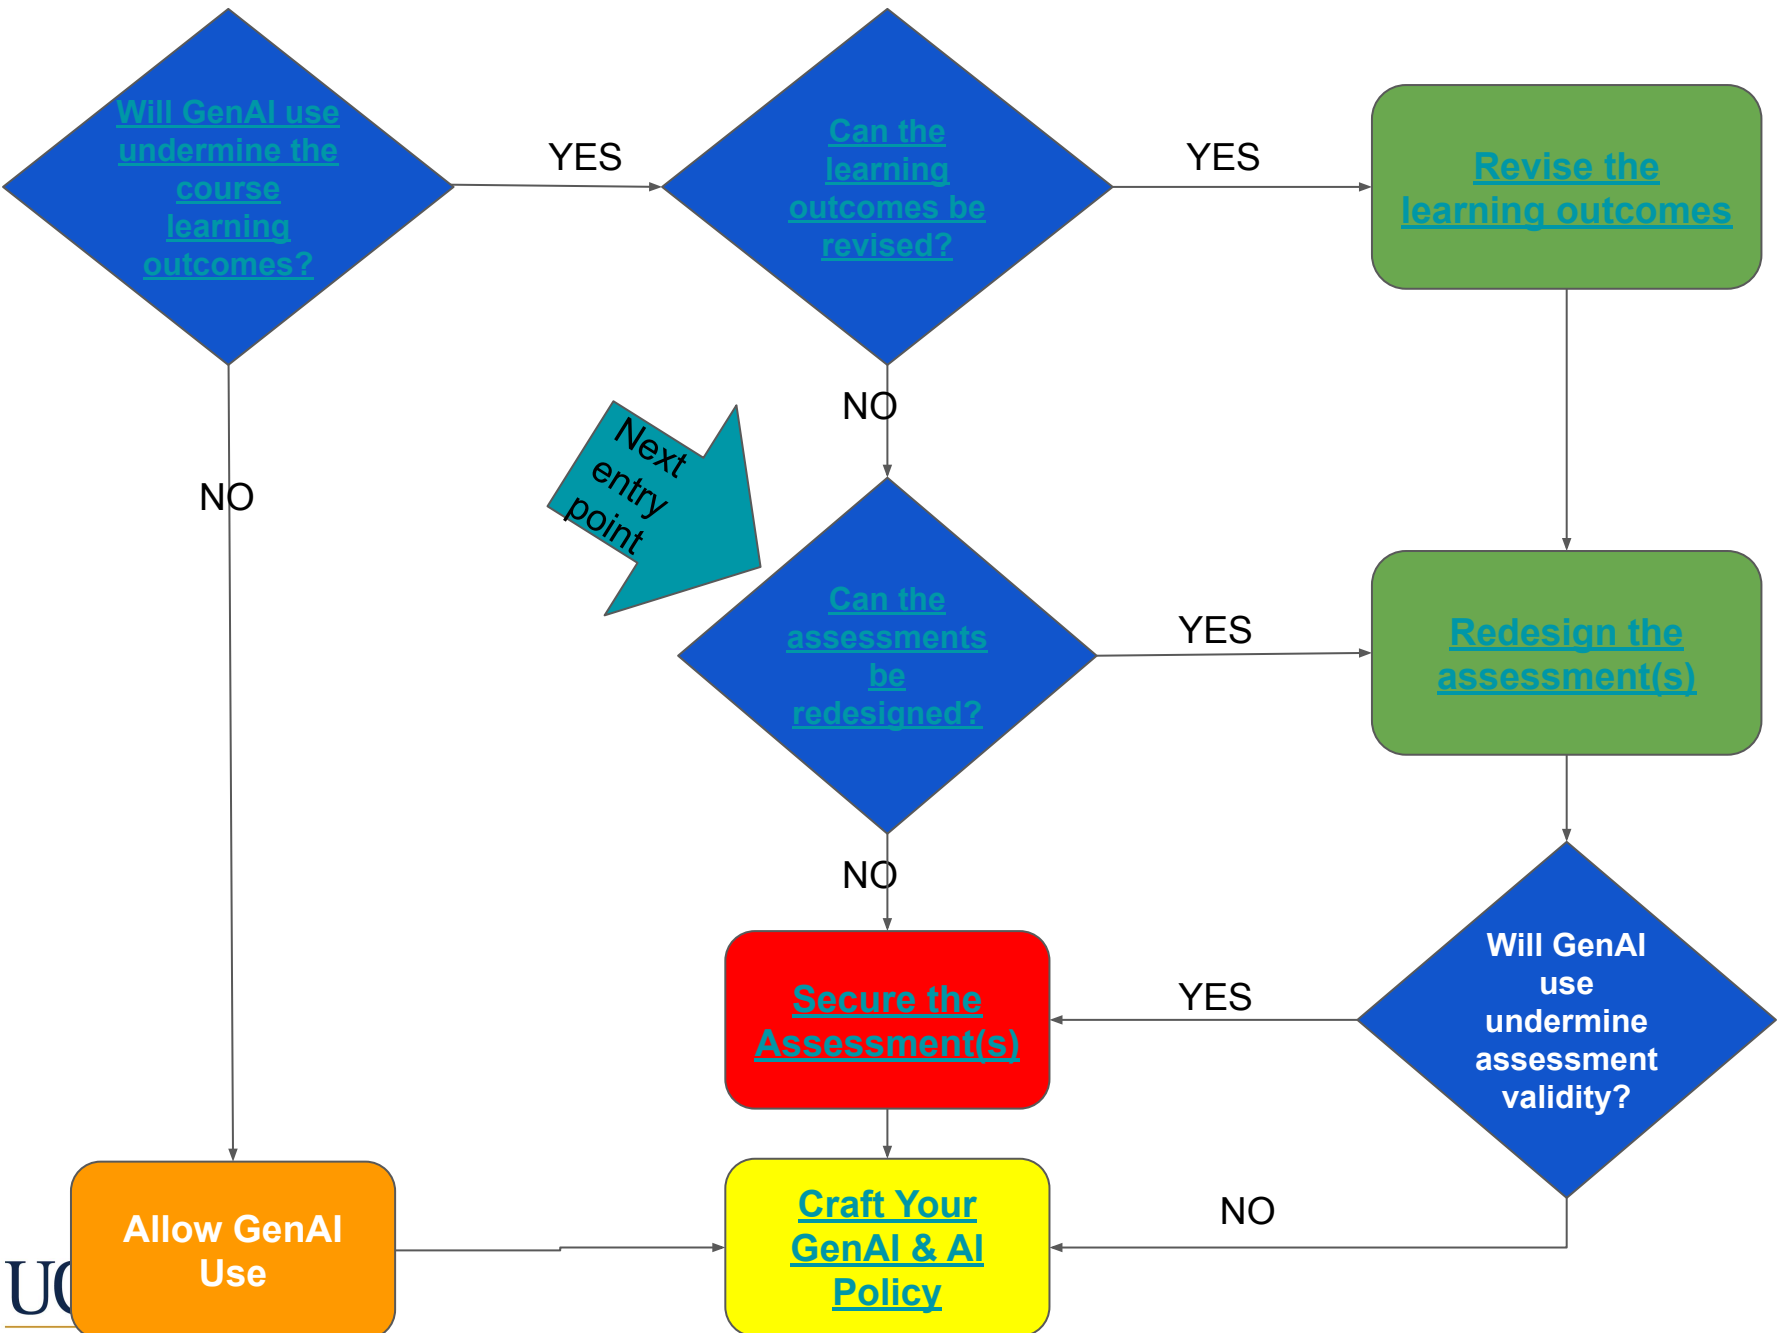 Will GenAI use
undermine the
course
learning
outcomes?
YES
Can the
learning
outcomes be
revised?
YES
Revise the
learning outcomes
NO
NO
Next
entry
point
Can the
assessments
be
redesigned?
YES
Redesign the
assessment(s)
NO
Secure the
Assessment(s)
YES
Will GenAI
use
undermine
assessment
validity?
Allow GenAI
Use
Craft Your
GenAI & AI
Policy
NO